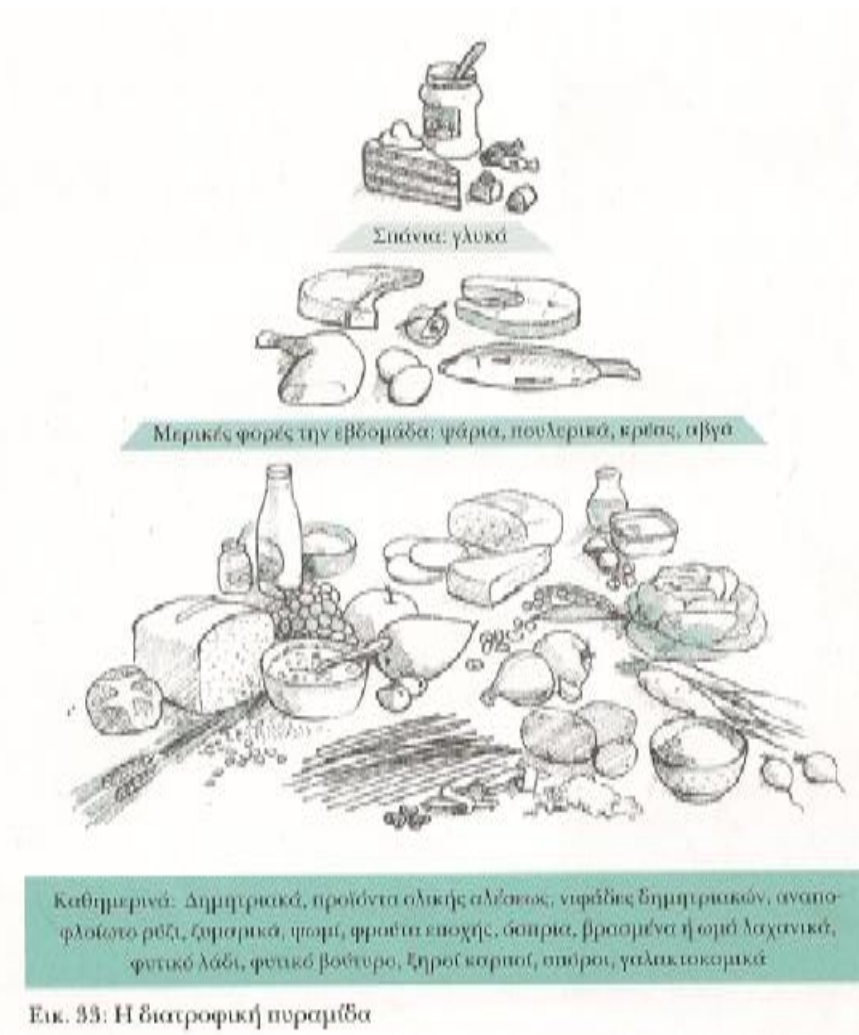 Σπάνια: γλυκά
Μερικές φορές την εβδομάδα: ψάρια, πουλερικά, κρέας, αβγά
Καθημερινά: Δημητριακά, προϊόντα ολικής αλέσεως, νιφάδες δημητριακών, αναπο-
φλοίωτο ρύζι, ζυμαρικά, ψωμί, φρούτα εποχής, όσπρια, βρασμένα ή ωμά λαχανικά,
φυτικό λάδι, φυτικό βούτυρο, ξηροί καρποί, σπόροι, γαλακτοκομικά
Εικ. 33: Η διατροφική πυραμίδα